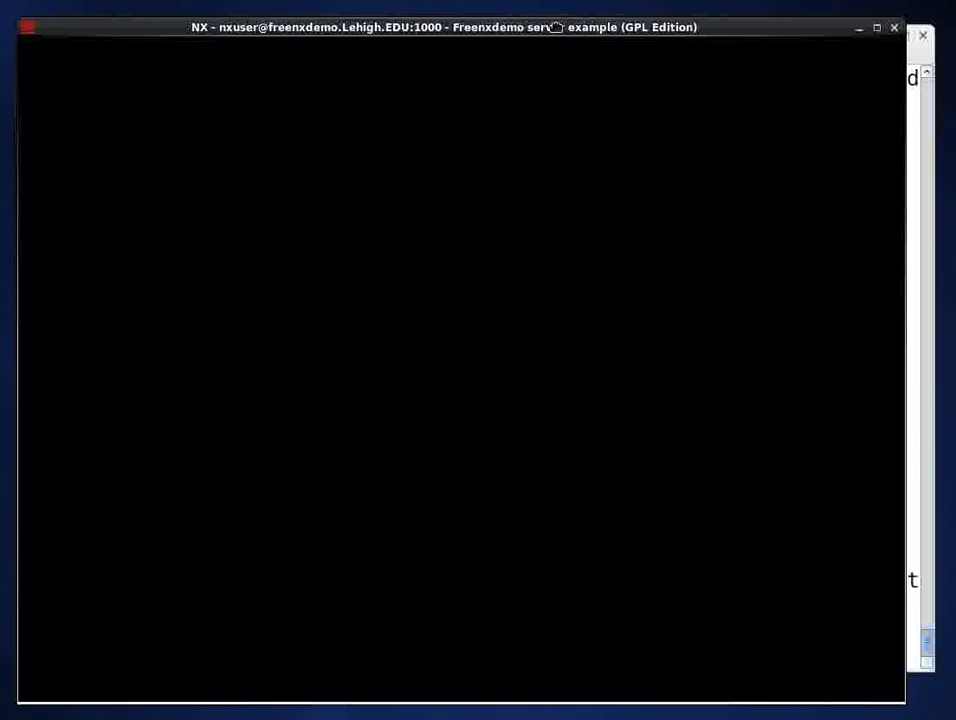 NX - nxuser@freenxdemo.Lehigh.EDU:1000 - Freenxdemo serv example (GPL Edition)
d
t